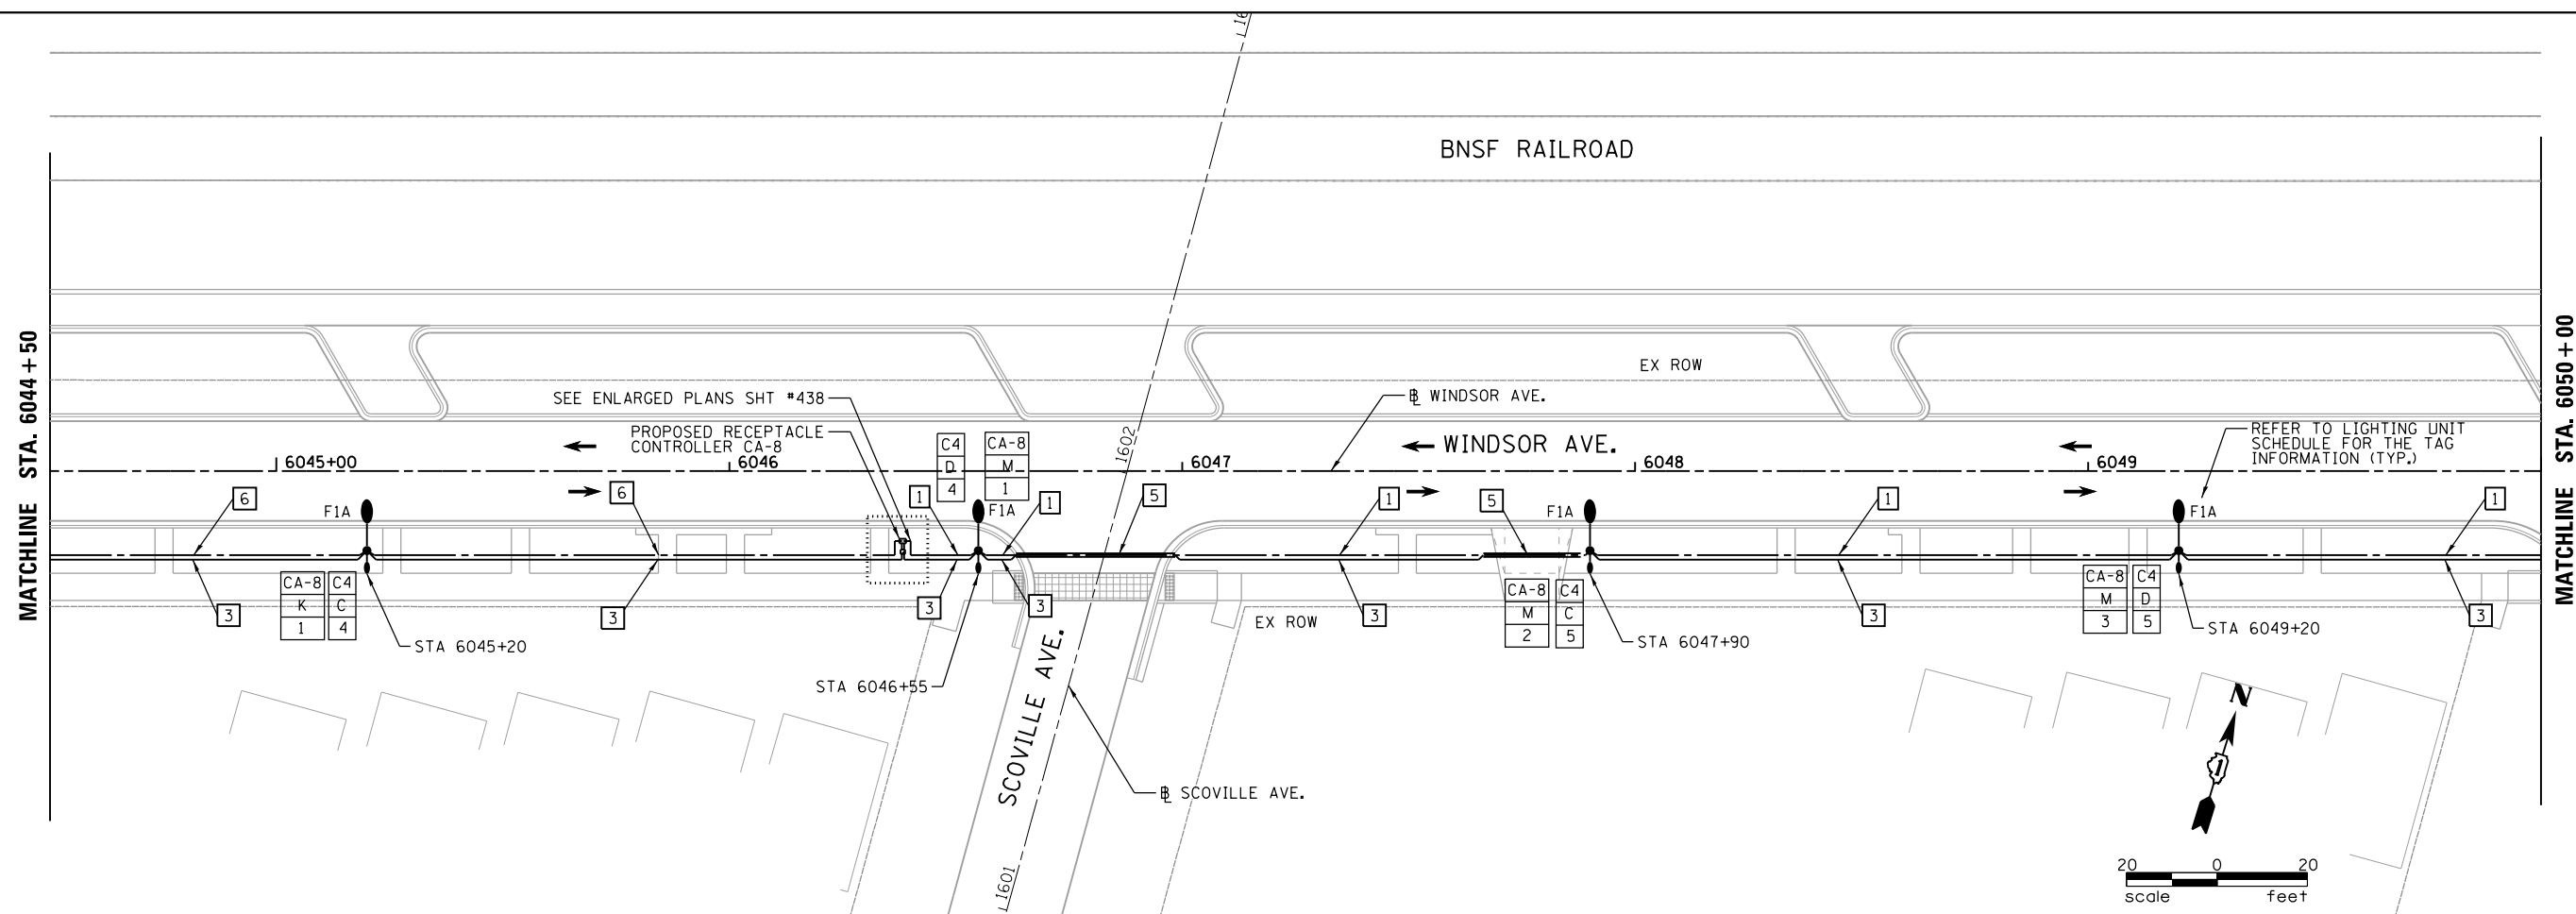 L16
BNSF RAILROAD
MATCHLINE STA. 6044+50
MATCHLINE STA. 6050+00
EX ROW
SEE ENLARGED PLANS SHT #438
PROPOSED RECEPTACLE
CONTROLLER CA-8
℄ WINDSOR AVE.
WINDSOR AVE.
REFER TO LIGHTING UNIT
SCHEDULE FOR THE TAG
INFORMATION (TYP.)
6045+00
6046
1602
6047
6048
6049
C4
D
4
CA-8
M
1
6
6
1
1
5
1
5
1
1
F1A
F1A
F1A
F1A
CA-8
K
1
C4
C
4
3
3
3
3
3
3
3
CA-8
M
2
C4
C
5
CA-8
M
3
C4
D
5
EX ROW
STA 6045+20
STA 6046+55
STA 6047+90
STA 6049+20
SCOVILLE AVE.
℄ SCOVILLE AVE.
L1601
N
1
20 0 20
scale feet